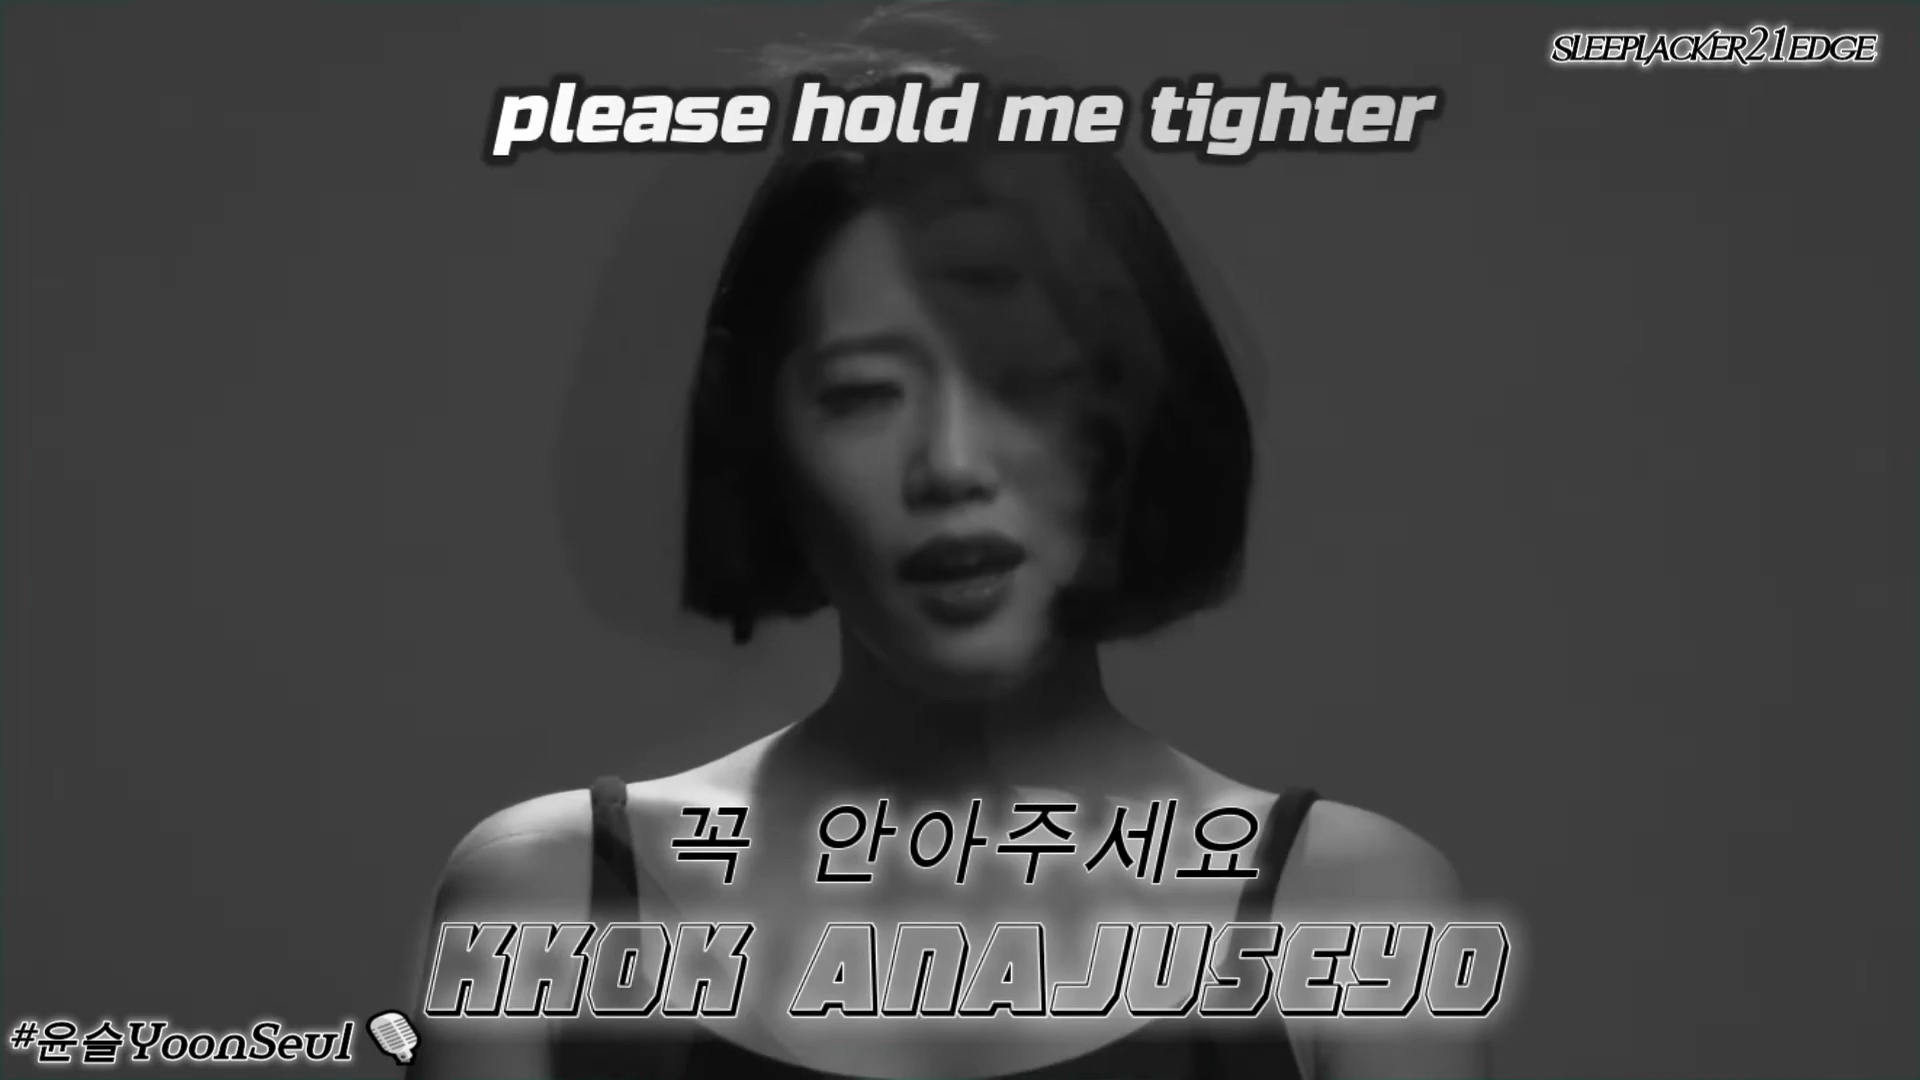 SLEEPLACKER21EDGE
please hold me tighter
꼭 안아주세요
KKOK ANAJUSEYO
#윤슬YoonSeul